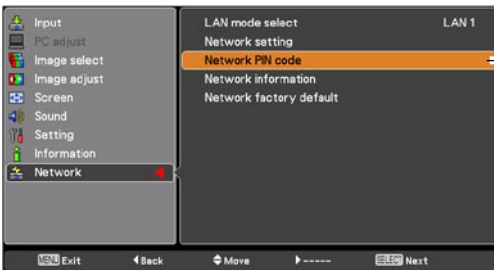 Input
PC adjust
Image select
Image adjust
Screen
Sound
Setting
Information
Network
LAN mode select LAN 1
Network setting
Network PIN code
Network information
Network factory default
MENU Exit Back Move ----- SELECT Next